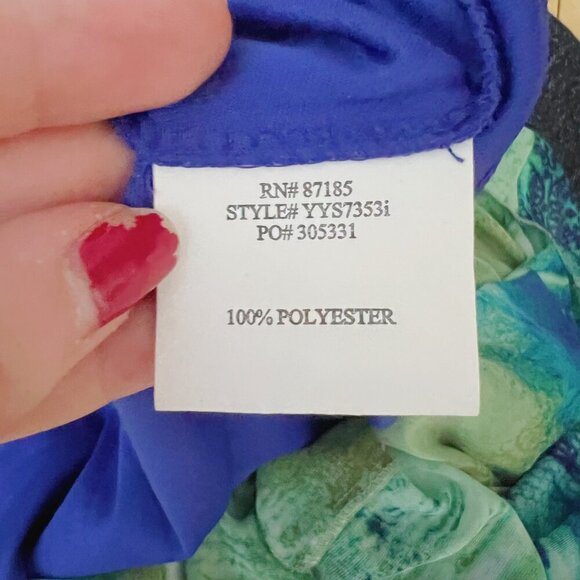 RN# 87185
STYLE# YYS7353i
PO# 305331
100% POLYESTER